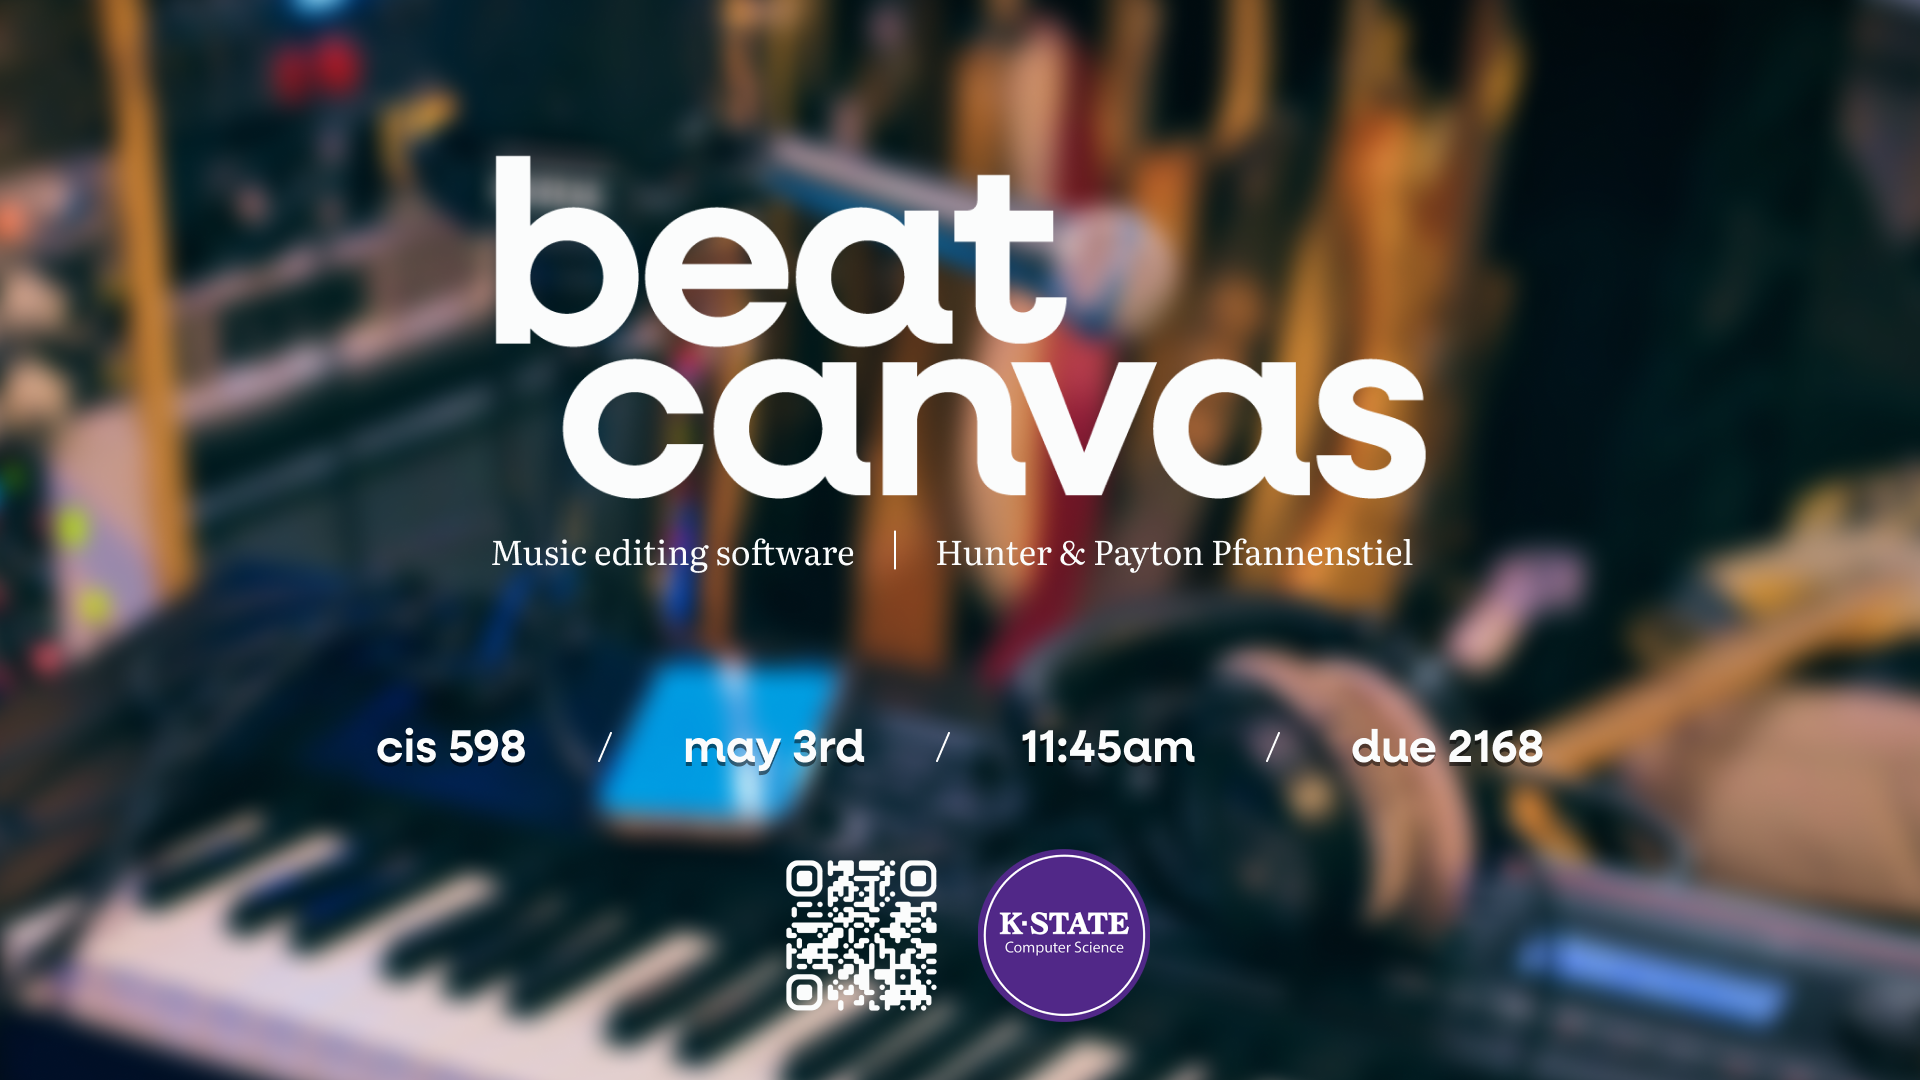 beat
canvas
Music editing software | Hunter & Payton Pfannenstiel
cis 598 / may 3rd / 11:45am / due 2168
K·STATE
Computer Science